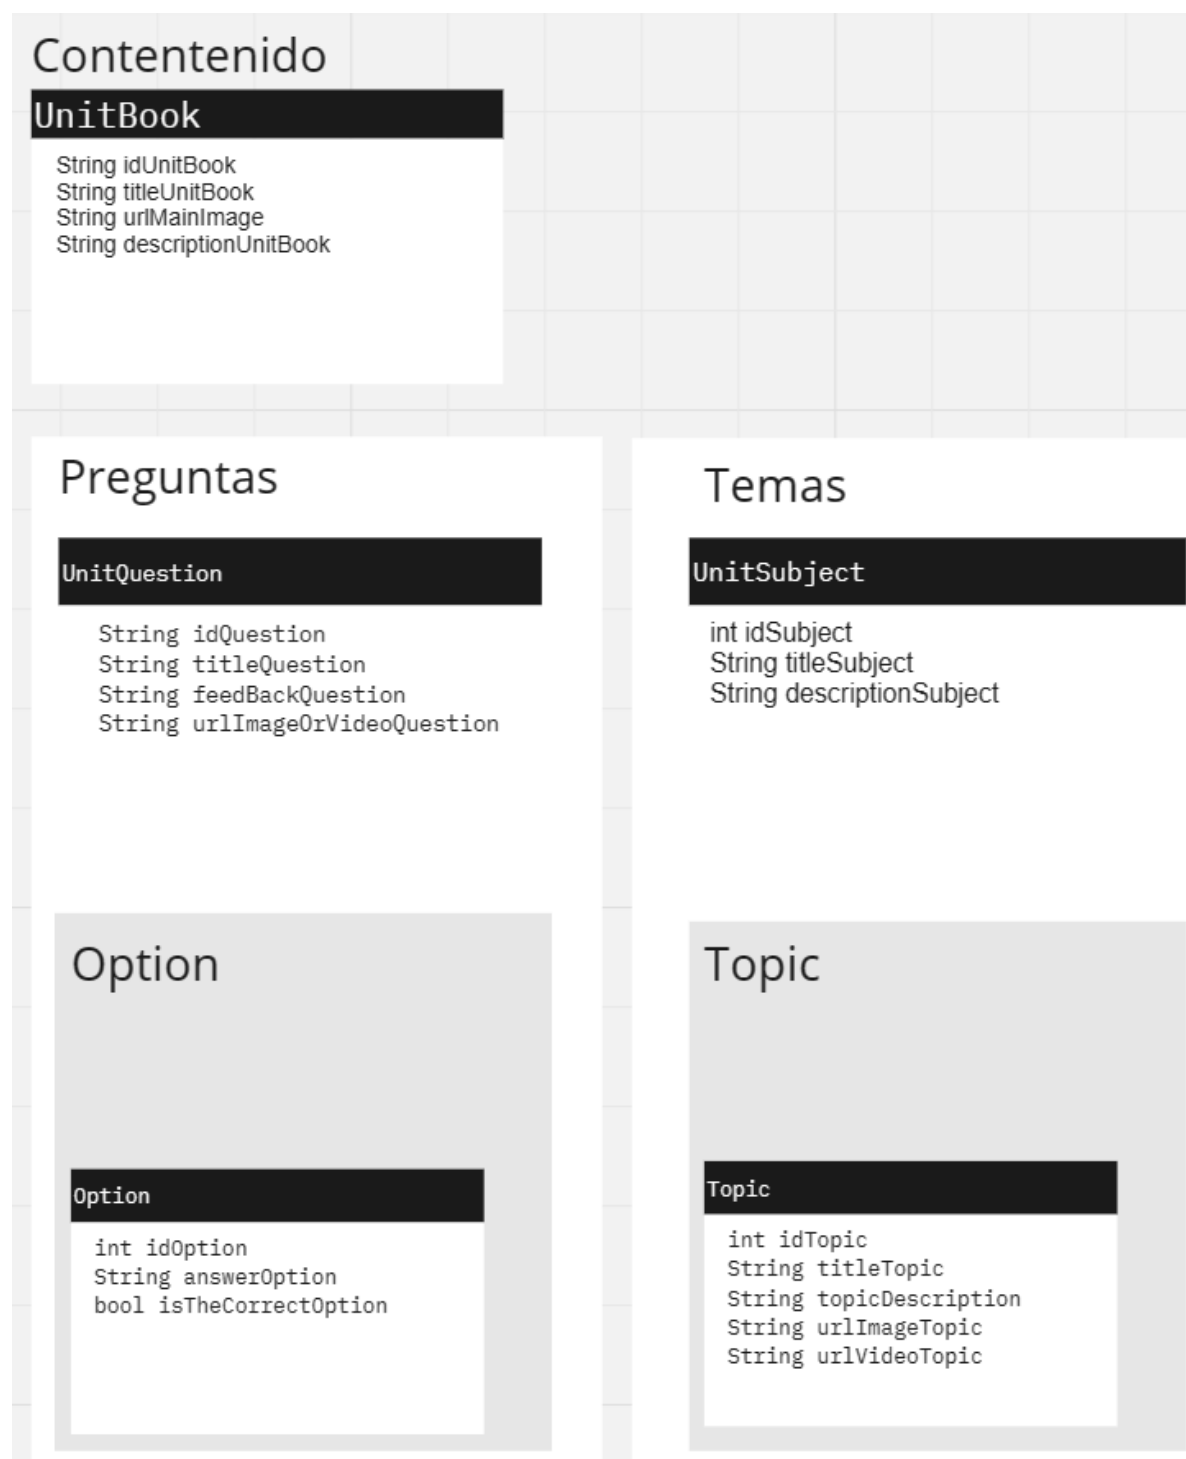 Contentenido
UnitBook
String idUnitBook
String titleUnitBook
String urlMainImage
String descriptionUnitBook
Preguntas
UnitQuestion
String idQuestion
String titleQuestion
String feedBackQuestion
String urlImageOrVideoQuestion
Option
Option
int idOption
String answerOption
bool isTheCorrectOption
Temas
UnitSubject
int idSubject
String titleSubject
String descriptionSubject
Topic
Topic
int idTopic
String titleTopic
String topicDescription
String urlImageTopic
String urlVideoTopic